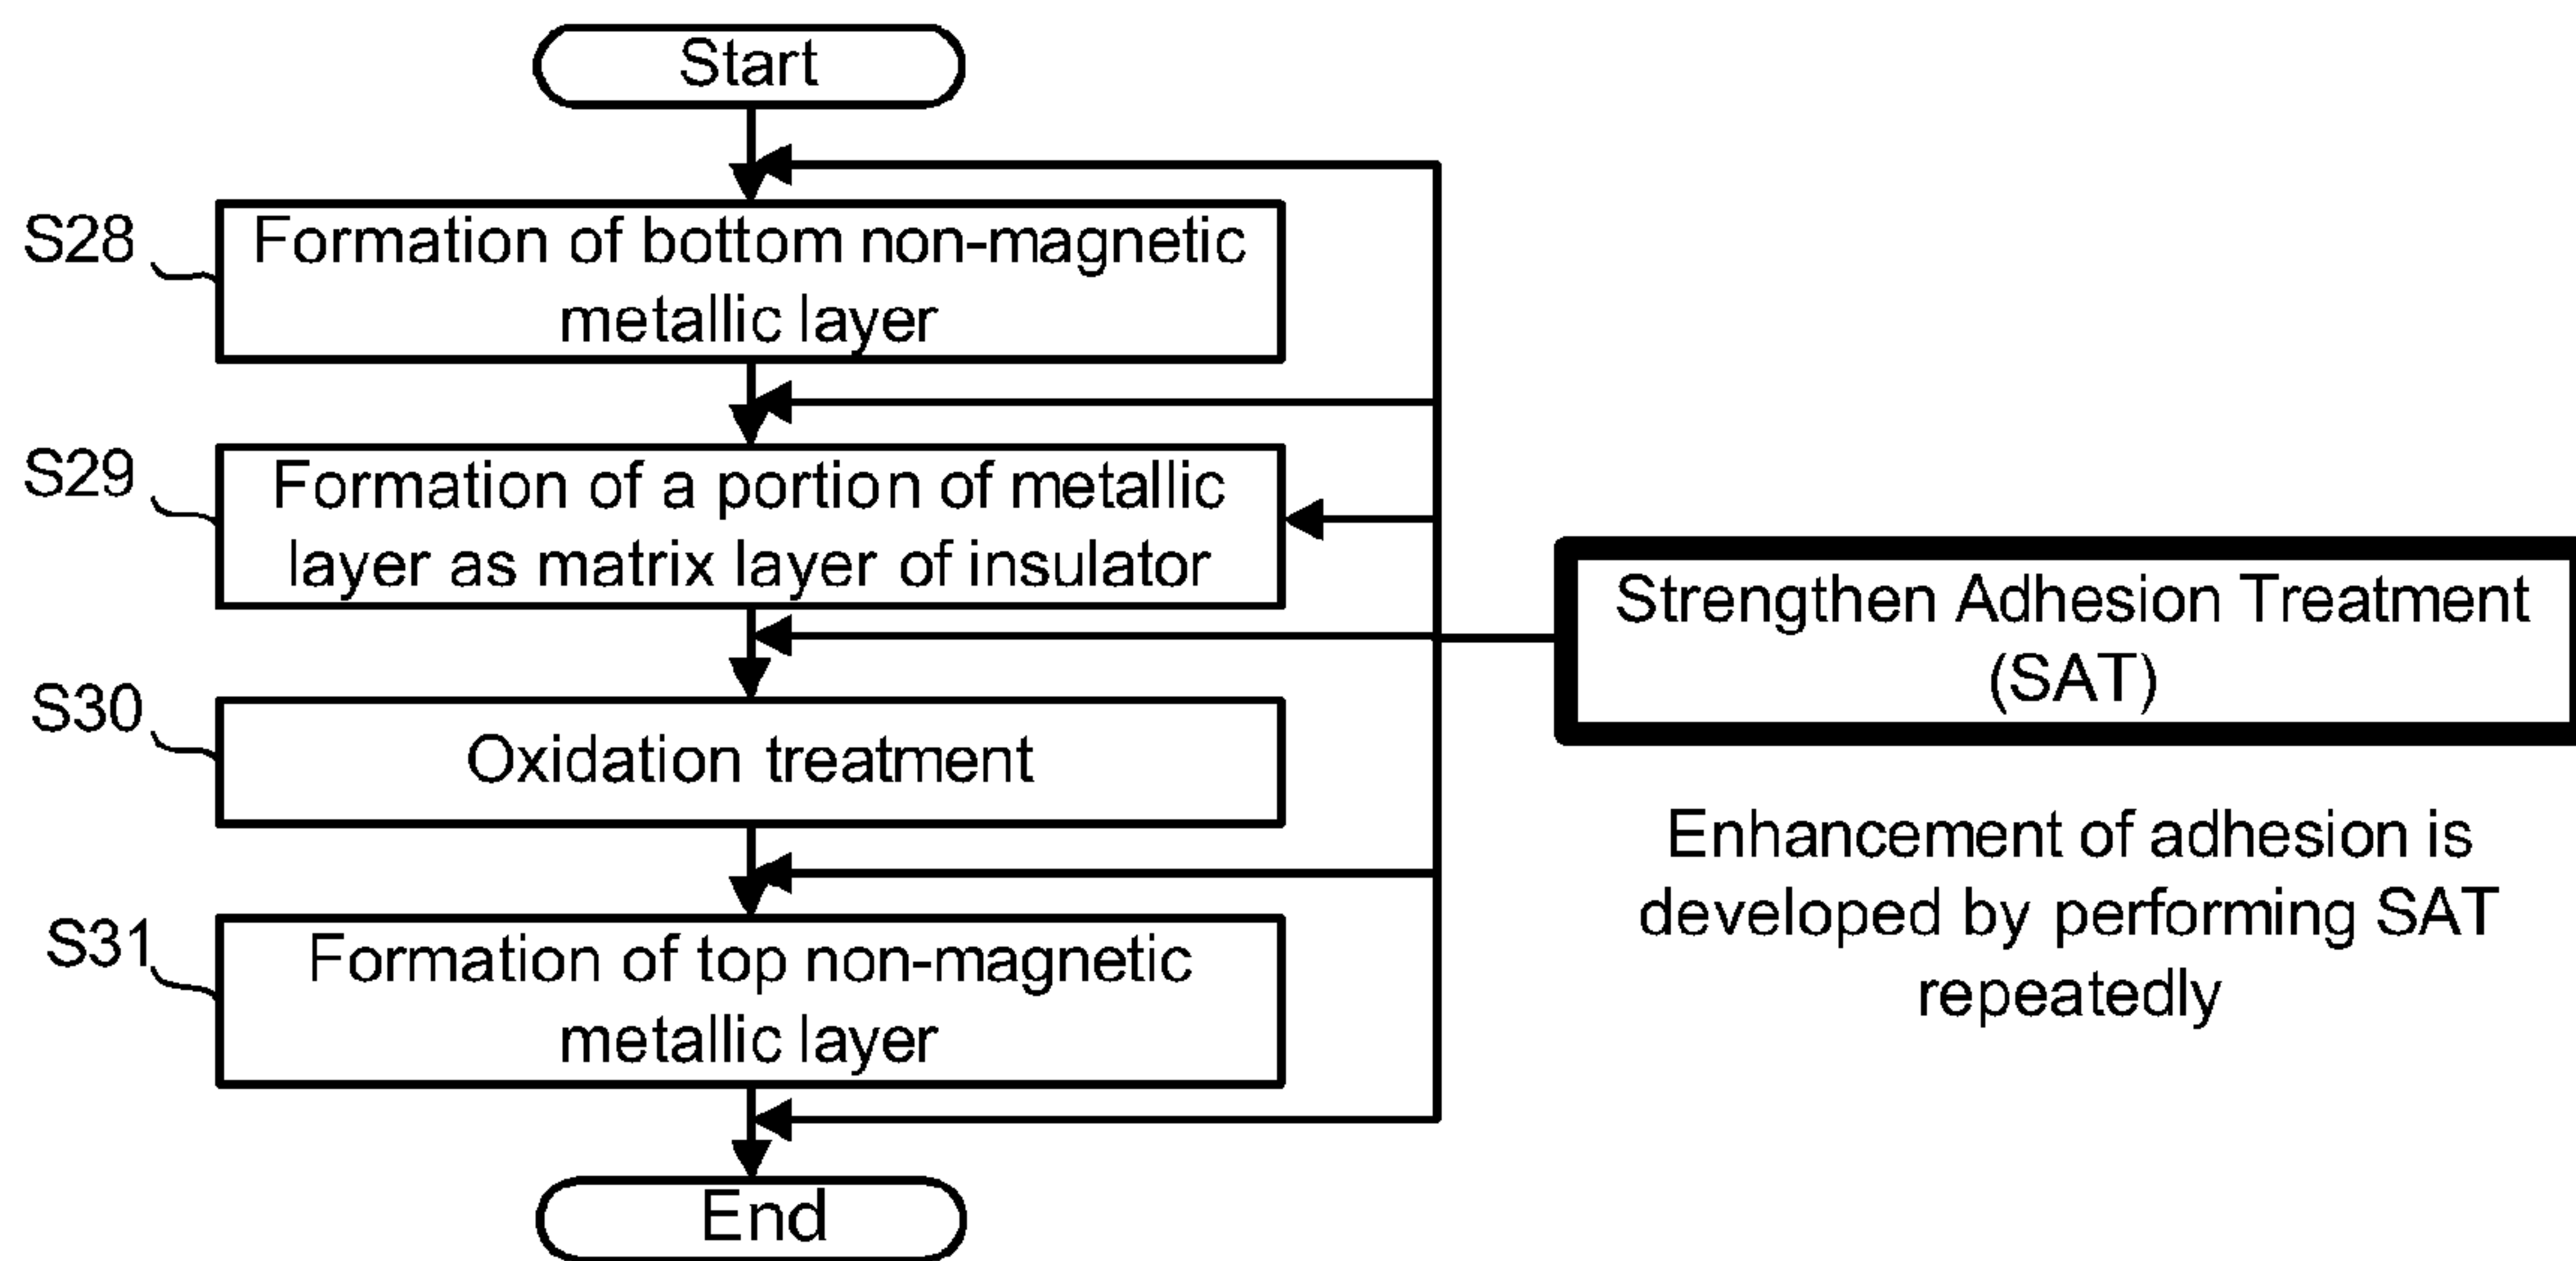 Start
S28
Formation of bottom non-magnetic
metallic layer
S29
Formation of a portion of metallic
layer as matrix layer of insulator
S30
Oxidation treatment
S31
Formation of top non-magnetic
metallic layer
End
Strengthen Adhesion Treatment
(SAT)
Enhancement of adhesion is
developed by performing SAT
repeatedly